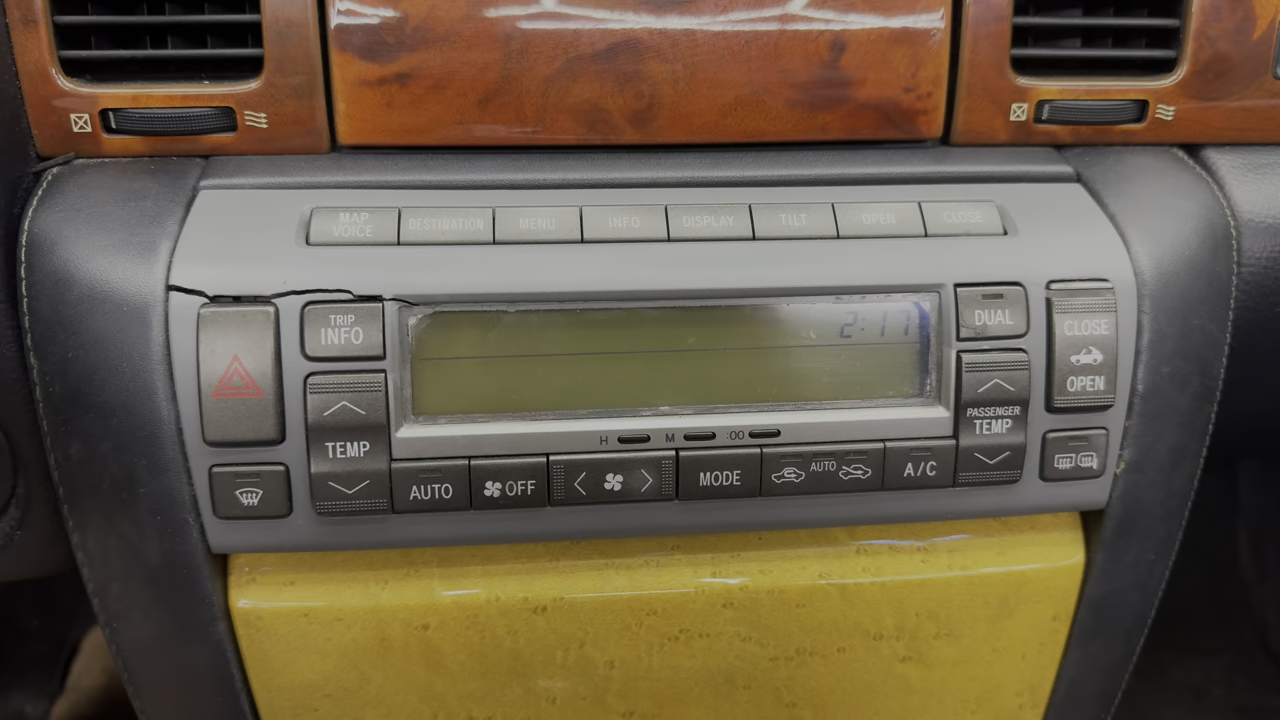 MAP
VOICE
DESTINATION
MENU
INFO
DISPLAY
TILT
OPEN
CLOSE
TRIP
INFO
2:17
DUAL
CLOSE
OPEN
TEMP
PASSENGER
TEMP
H
M
:00
AUTO
OFF
MODE
AUTO
A/C